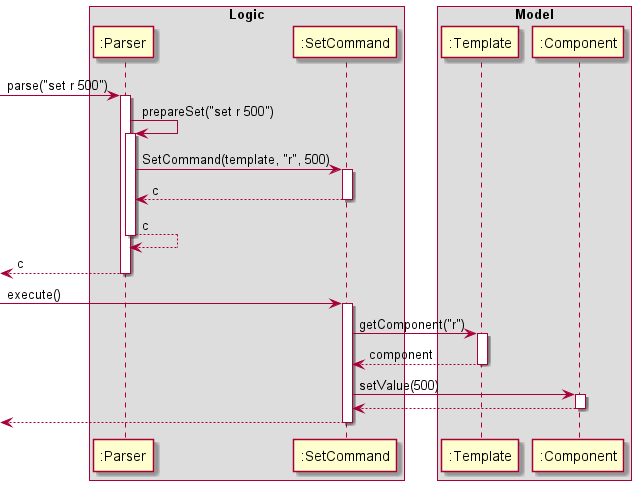 Logic
Model
:Parser
:SetCommand
:Template
:Component
parse("set r 500")
prepareSet("set r 500")
SetCommand(template, "r", 500)
c
c
c
execute()
getComponent("r")
component
setValue(500)
:Parser
:SetCommand
:Template
:Component